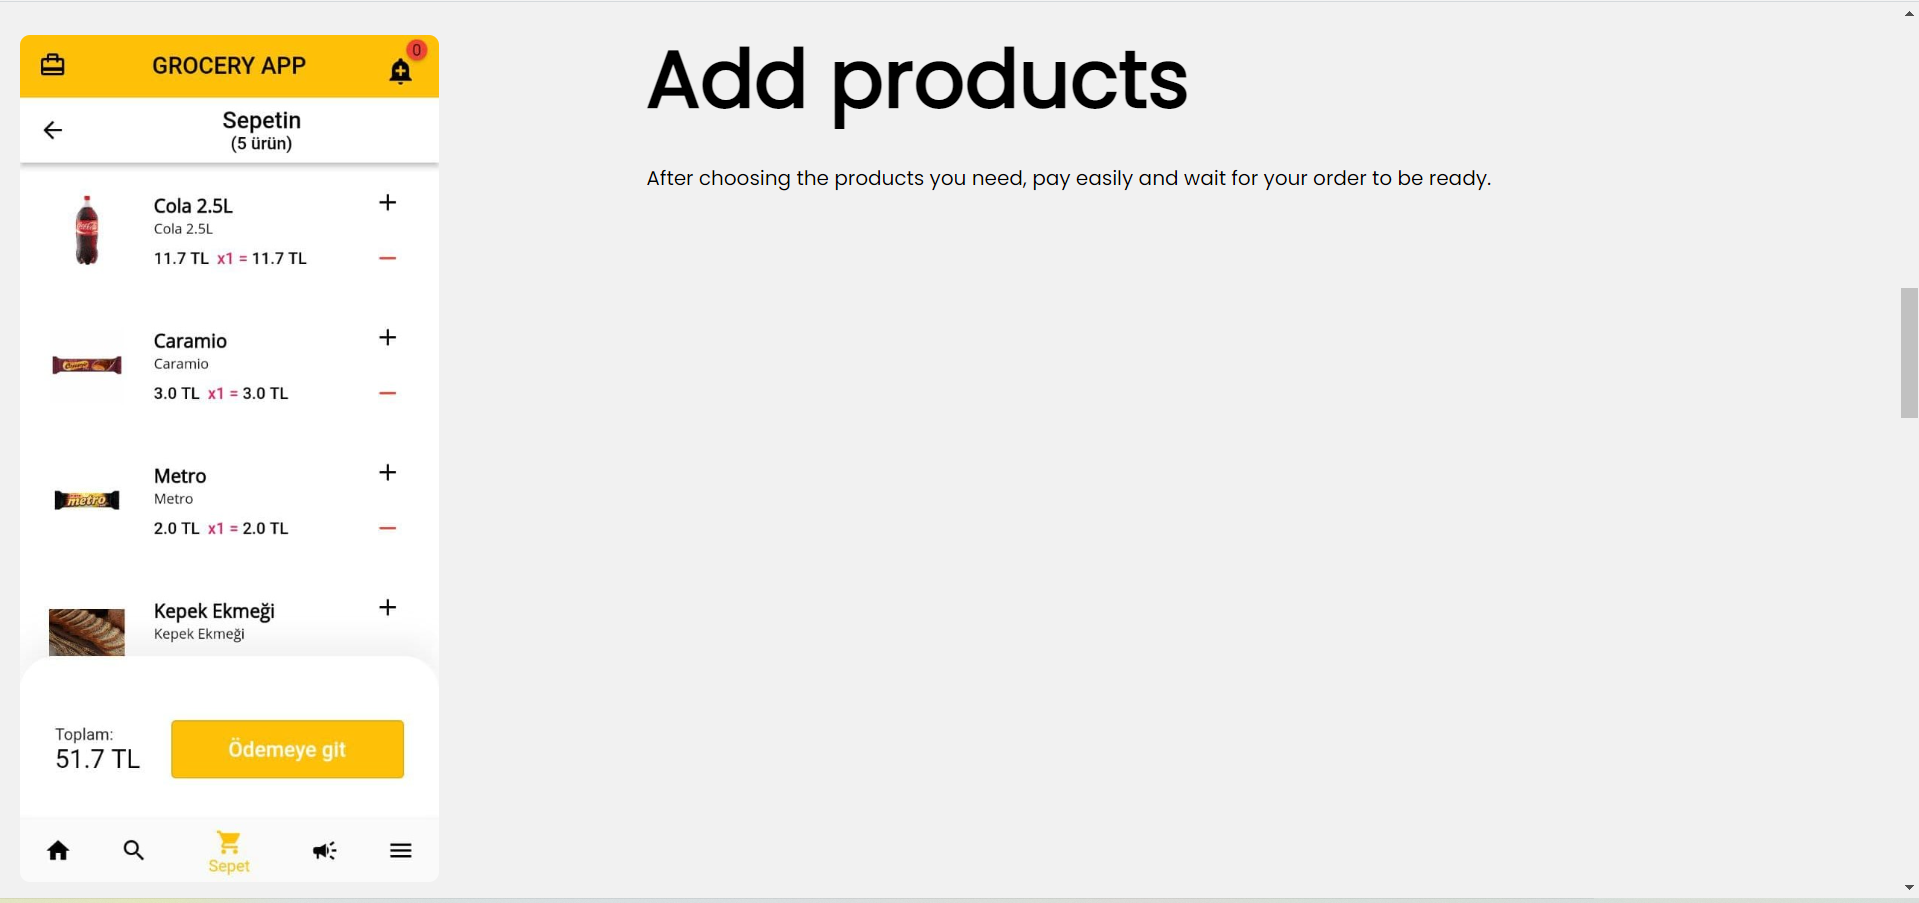 GROCERY APP
0
Sepetin
(5 ürün)
Cola 2.5L
Cola 2.5L
11.7 TL x1 = 11.7 TL
Caramio
Caramio
3.0 TL x1 = 3.0 TL
metro
Metro
Metro
2.0 TL x1 = 2.0 TL
Kepek Ekmeği
Kepek Ekmeği
Toplam:
51.7 TL
Ödemeye git
Sepet
Add products
After choosing the products you need, pay easily and wait for your order to be ready.